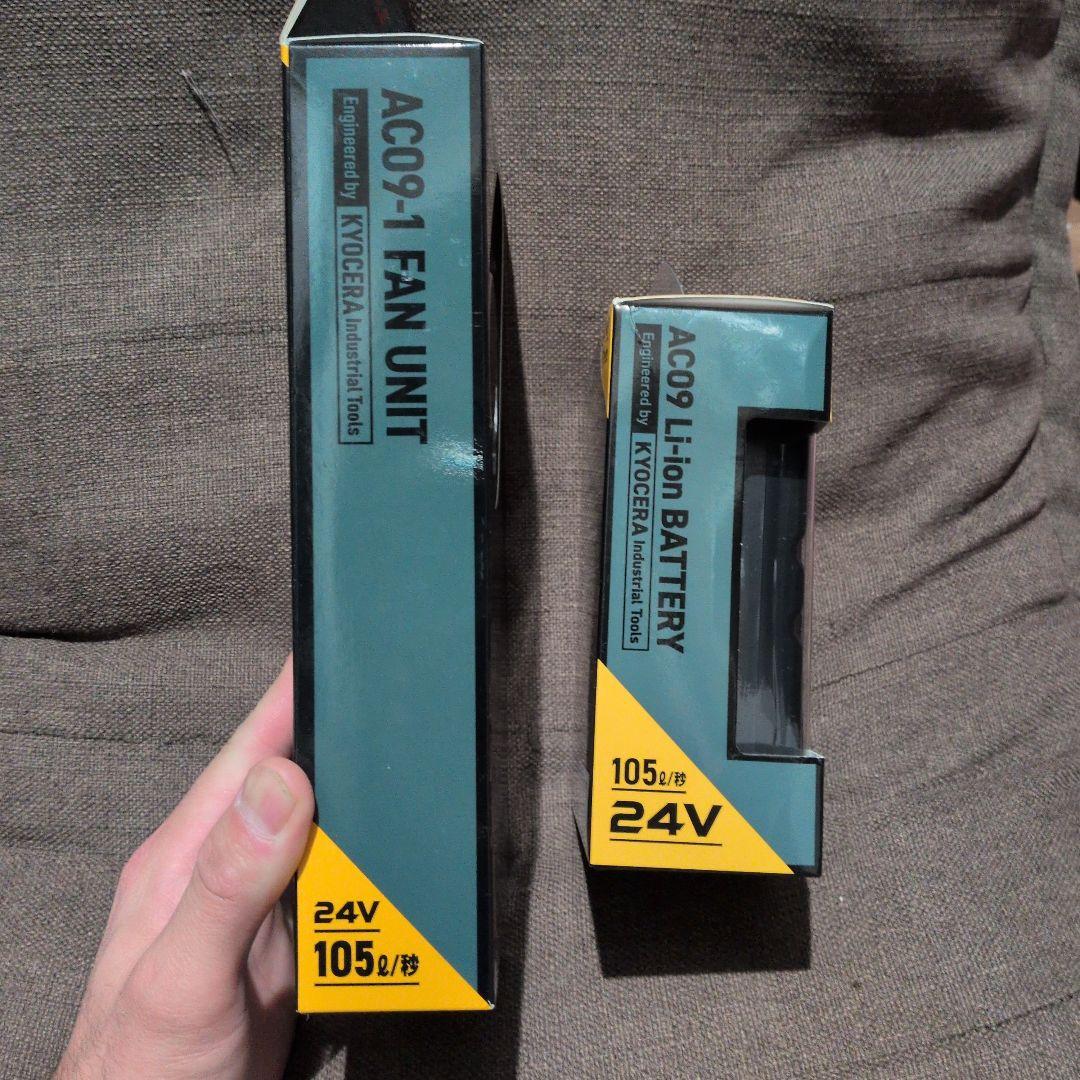 AC09-1 FAN UNIT
Engineered by KYOCERA Industrial Tools
24V
105ℓ/秒
AC09 Li-ion BATTERY
Engineered by KYOCERA Industrial Tools
105ℓ/秒
24V